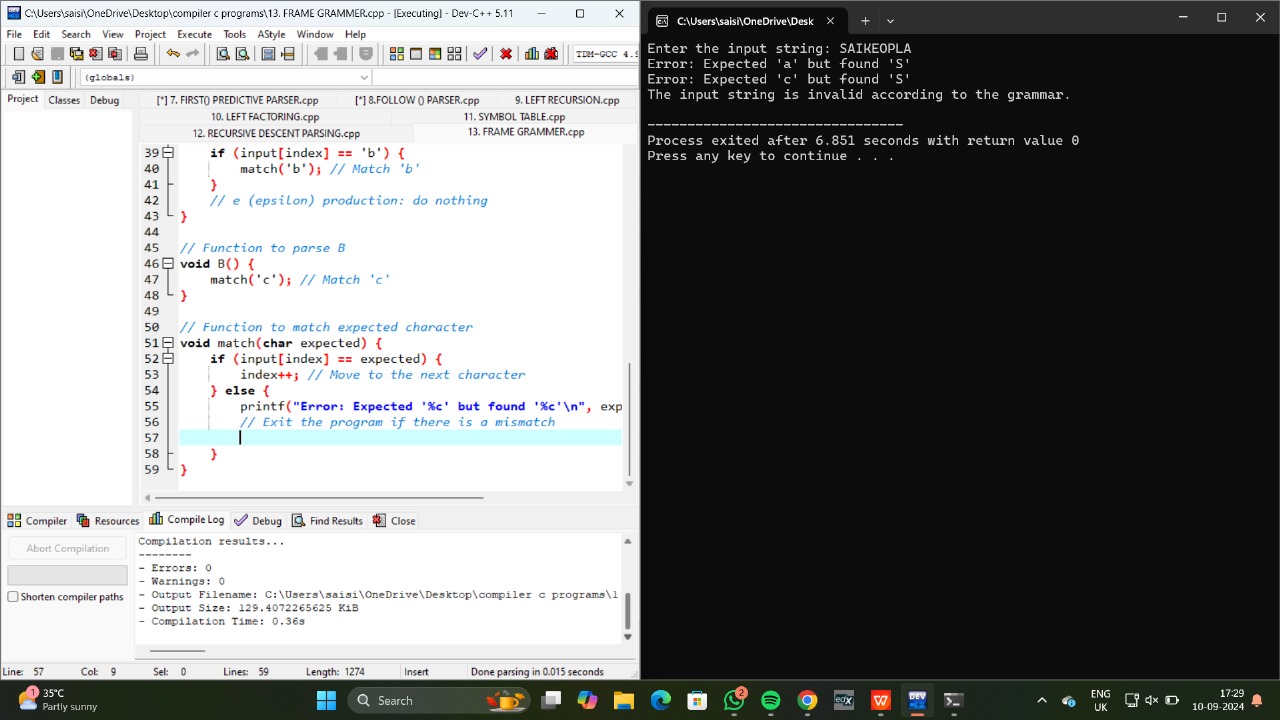 C:\Users\saisi\OneDrive\Desktop\compiler c programs\13. FRAME GRAMMER.cpp - [Executing] - Dev-C++ 5.11
File Edit Search View Project Execute Tools AStyle Window Help
TDM-GCC 4.9
(globals)
Project Classes Debug
[*] 7. FIRST() PREDICTIVE PARSER.cpp [*] 8.FOLLOW () PARSER.cpp 9. LEFT RECURSION.cpp
10. LEFT FACTORING.cpp 11. SYMBOL TABLE.cpp
12. RECURSIVE DESCENT PARSING.cpp 13. FRAME GRAMMER.cpp
39 if (input[index] == 'b') {
40 match('b'); // Match 'b'
41 }
42 // e (epsilon) production: do nothing
43 }
44
45 // Function to parse B
46 void B() {
47 match('c'); // Match 'c'
48 }
49
50 // Function to match expected character
51 void match(char expected) {
52 if (input[index] == expected) {
53 index++; // Move to the next character
54 } else {
55 printf("Error: Expected '%c' but found '%c'\n", exp
56 // Exit the program if there is a mismatch
57
58 }
59 }
Compiler Resources Compile Log Debug Find Results Close
Abort Compilation
Shorten compiler paths
Compilation results...
--------
- Errors: 0
- Warnings: 0
- Output Filename: C:\Users\saisi\OneDrive\Desktop\compiler c programs\1
- Output Size: 129.4072265625 KiB
- Compilation Time: 0.36s
Line: 57 Col: 9 Sel: 0 Lines: 59 Length: 1274 Insert Done parsing in 0.015 seconds
C:\Users\saisi\OneDrive\Desk
Enter the input string: SAIKEOPLA
Error: Expected 'a' but found 'S'
Error: Expected 'c' but found 'S'
The input string is invalid according to the grammar.
--------------------------------
Process exited after 6.851 seconds with return value 0
Press any key to continue . . .
1
35°C
Partly sunny
Search
2
edX
W
DEV
ENG
UK
17:29
10-09-2024